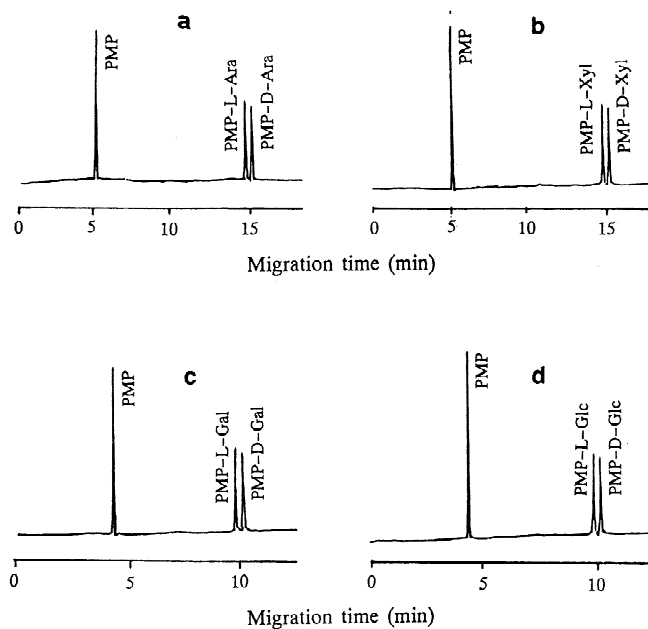 a
PMP
PMP-L-Ara
PMP-D-Ara
0 5 10 15
b
PMP
PMP-L-Xyl
PMP-D-Xyl
0 5 10 15
Migration time (min)
c
PMP
PMP-L-Gal
PMP-D-Gal
0 5 10
d
PMP
PMP-L-Glc
PMP-D-Glc
0 5 10
Migration time (min)